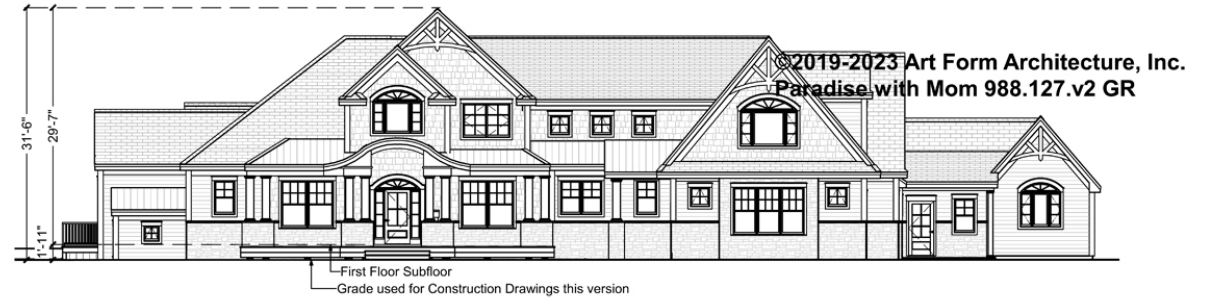 ©2019-2023 Art Form Architecture, Inc.
Paradise with Mom 988.127.v2 GR
31'-6"
29'-7"
1'-11"
First Floor Subfloor
Grade used for Construction Drawings this version